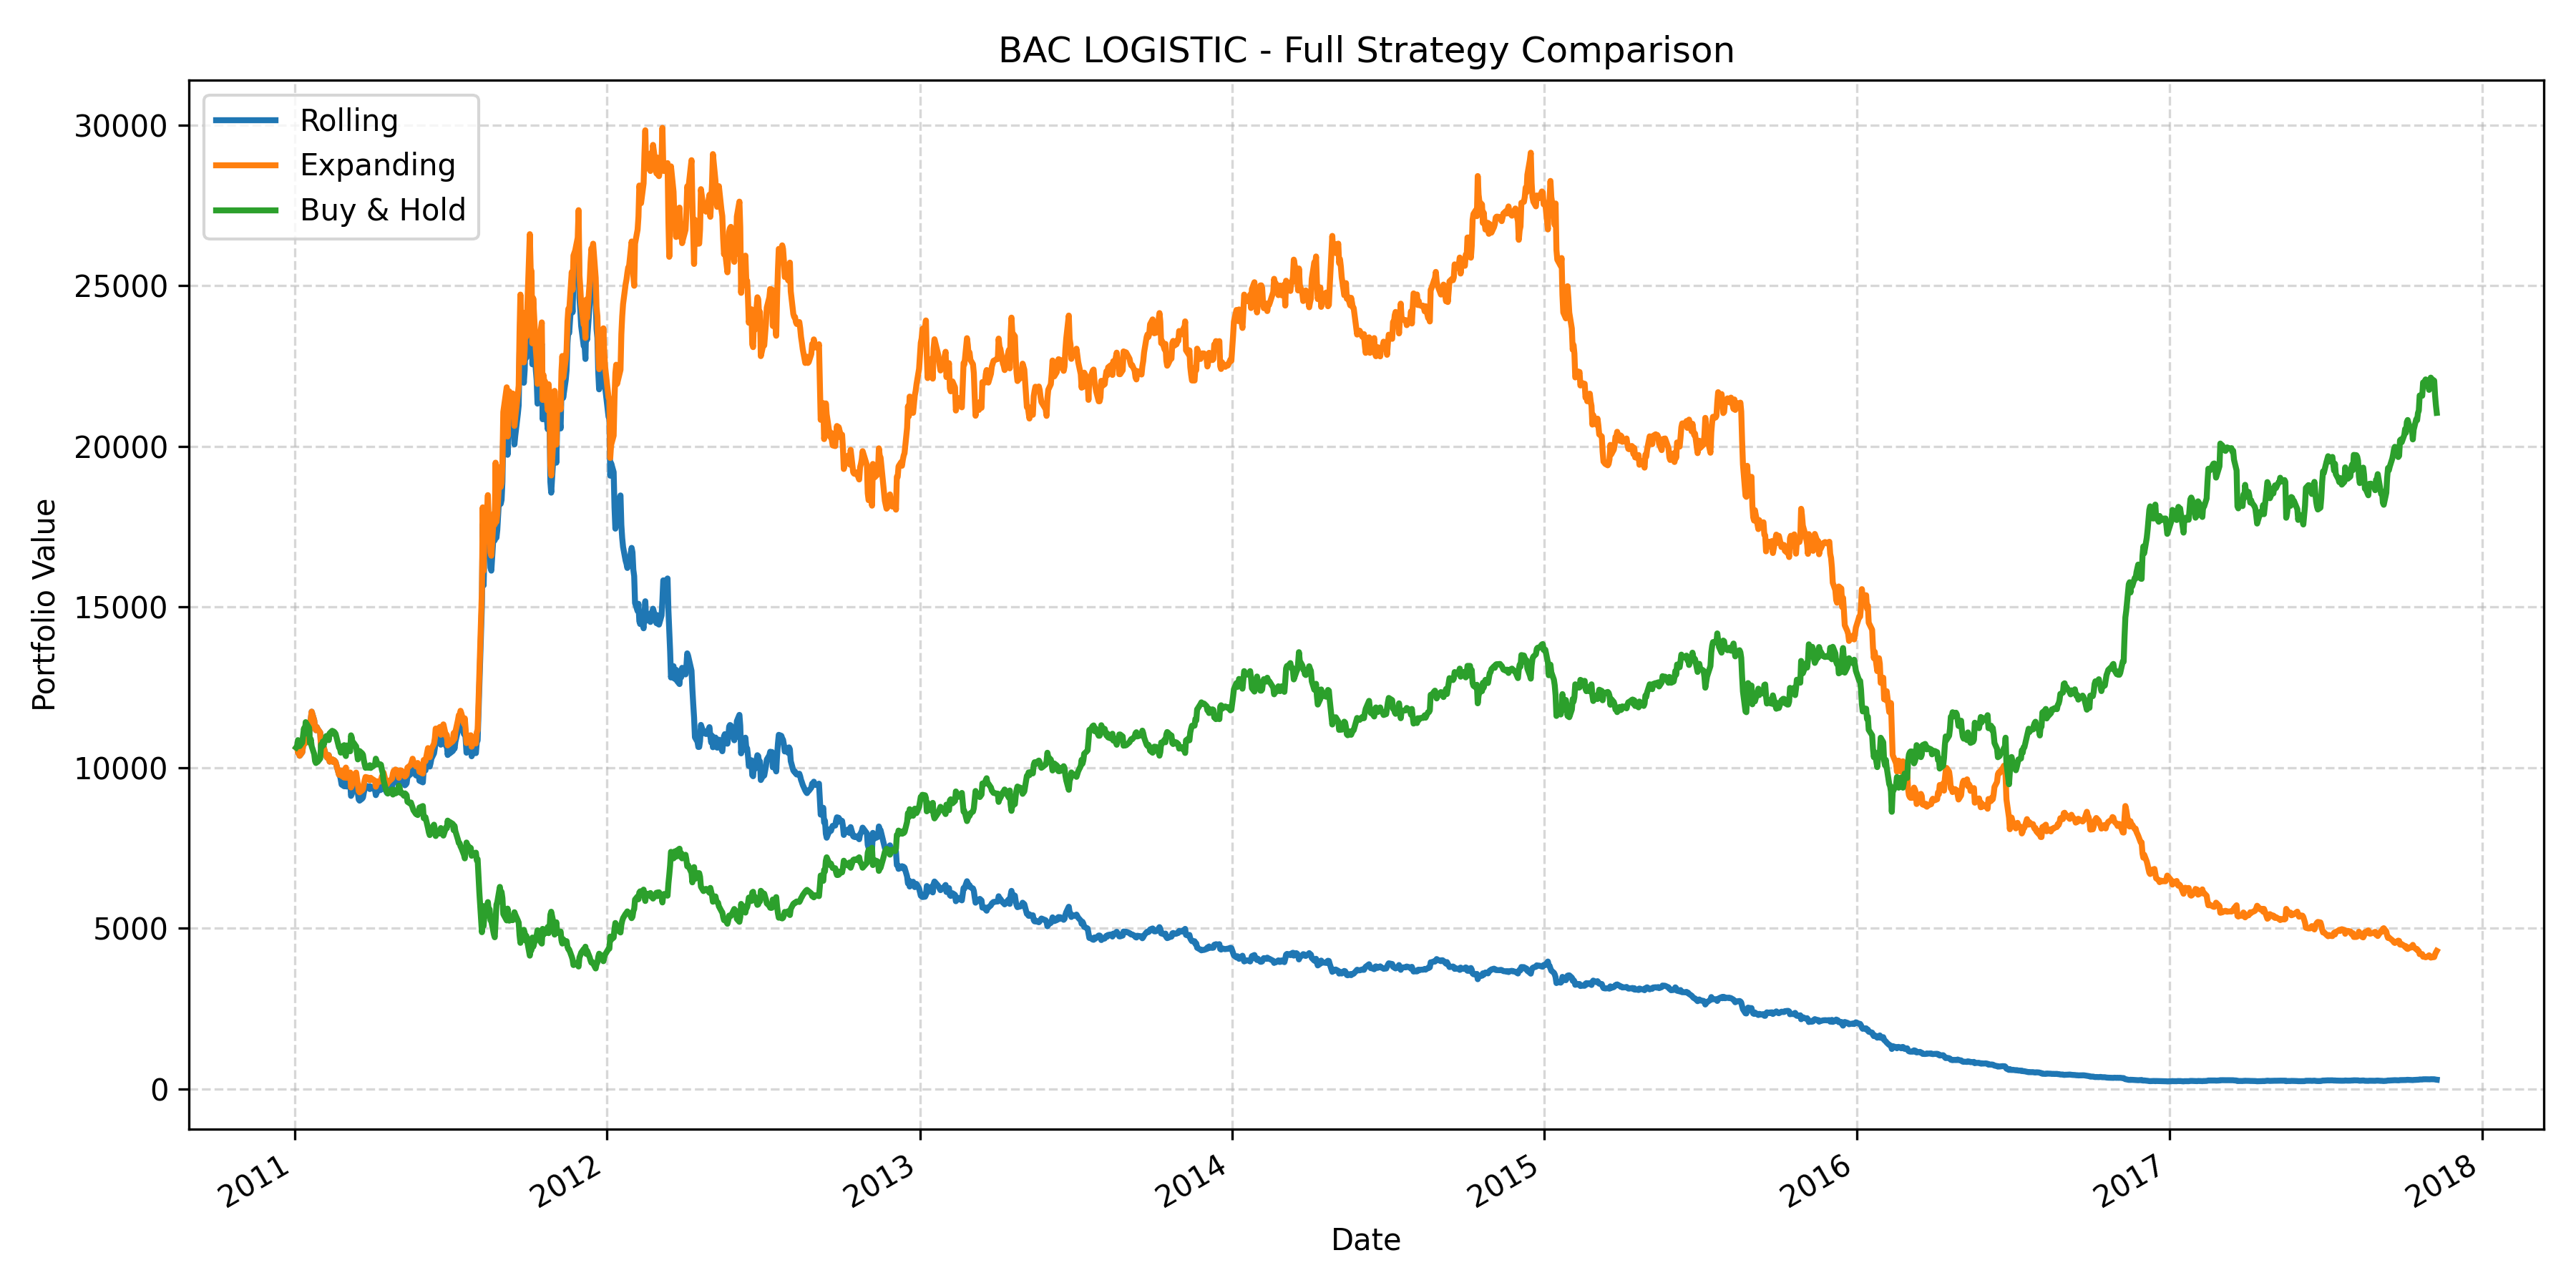 BAC LOGISTIC - Full Strategy Comparison
Rolling
Expanding
Buy & Hold
Portfolio Value
30000
25000
20000
15000
10000
5000
0
2011
2012
2013
2014
2015
2016
2017
2018
Date